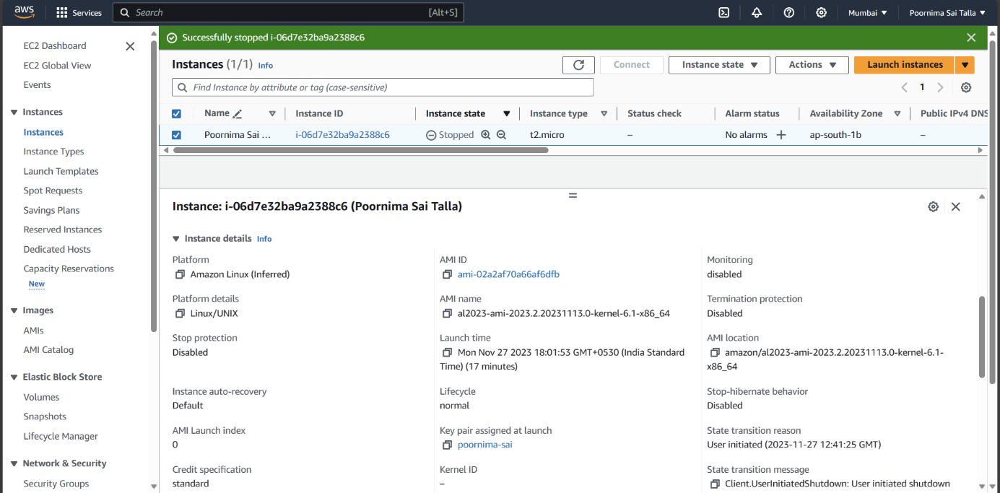 aws
Services
Search
[Alt+S]
Mumbai
Poornima Sai Talla
EC2 Dashboard
EC2 Global View
Events
Instances
Instances
Instance Types
Launch Templates
Spot Requests
Savings Plans
Reserved Instances
Dedicated Hosts
Capacity Reservations
New
Images
AMIs
AMI Catalog
Elastic Block Store
Volumes
Snapshots
Lifecycle Manager
Network & Security
Security Groups
Successfully stopped i-06d7e32ba9a2388c6
Instances (1/1) Info
Connect
Instance state
Actions
Launch instances
Find Instance by attribute or tag (case-sensitive)
1
Name
Instance ID
Instance state
Instance type
Status check
Alarm status
Availability Zone
Public IPv4 DNS
Poornima Sai ...
i-06d7e32ba9a2388c6
Stopped
t2.micro
–
No alarms
ap-south-1b
–
Instance: i-06d7e32ba9a2388c6 (Poornima Sai Talla)
Instance details Info
Platform
Amazon Linux (Inferred)
AMI ID
ami-02a2af70a66af6dfb
Monitoring
disabled
Platform details
Linux/UNIX
AMI name
al2023-ami-2023.2.20231113.0-kernel-6.1-x86_64
Termination protection
Disabled
Stop protection
Disabled
Launch time
Mon Nov 27 2023 18:01:53 GMT+0530 (India Standard
Time) (17 minutes)
AMI location
amazon/al2023-ami-2023.2.20231113.0-kernel-6.1-
x86_64
Instance auto-recovery
Default
Lifecycle
normal
Stop-hibernate behavior
Disabled
AMI Launch index
0
Key pair assigned at launch
poornima-sai
State transition reason
User initiated (2023-11-27 12:41:25 GMT)
Credit specification
standard
Kernel ID
–
State transition message
Client.UserInitiatedShutdown: User initiated shutdown